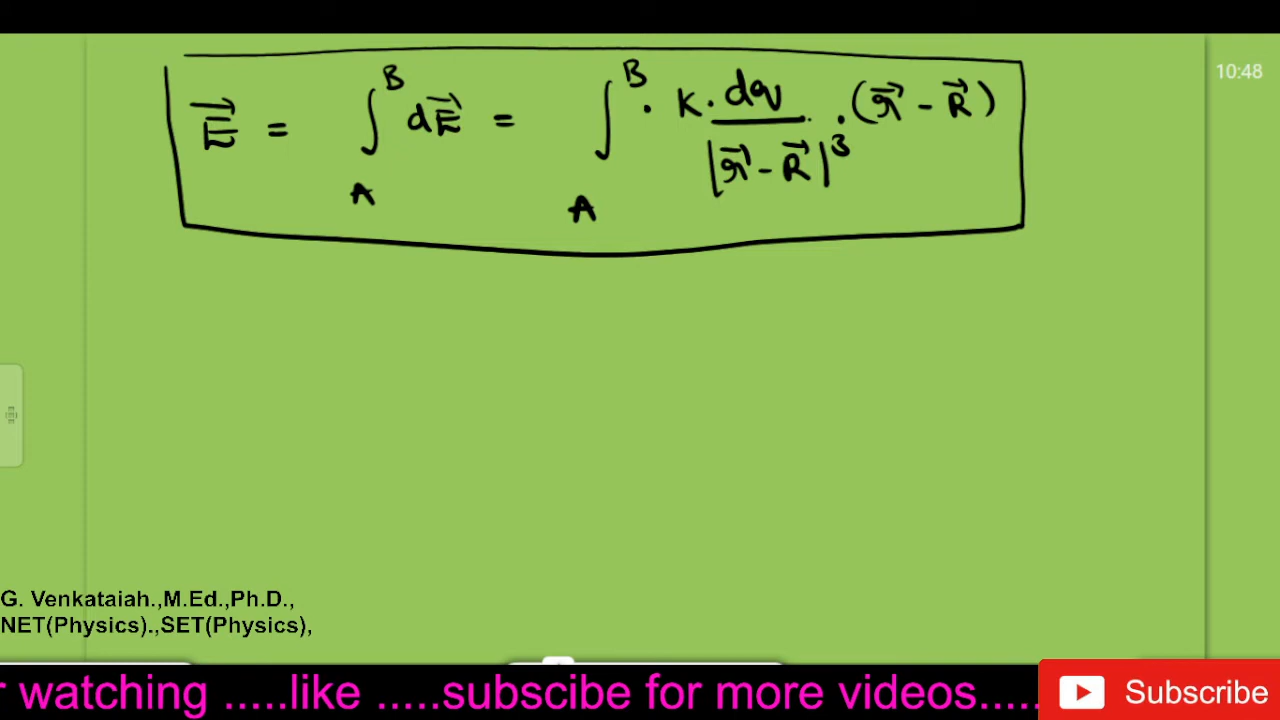 10:48
E⃗ = ∫_A^B dE⃗ = ∫_A^B · K · dq / |r⃗ - R⃗|³ · (r⃗ - R⃗)
G. Venkataiah.,M.Ed.,Ph.D.,
NET(Physics).,SET(Physics),
r watching .....like .....subscibe for more videos.....
Subscribe